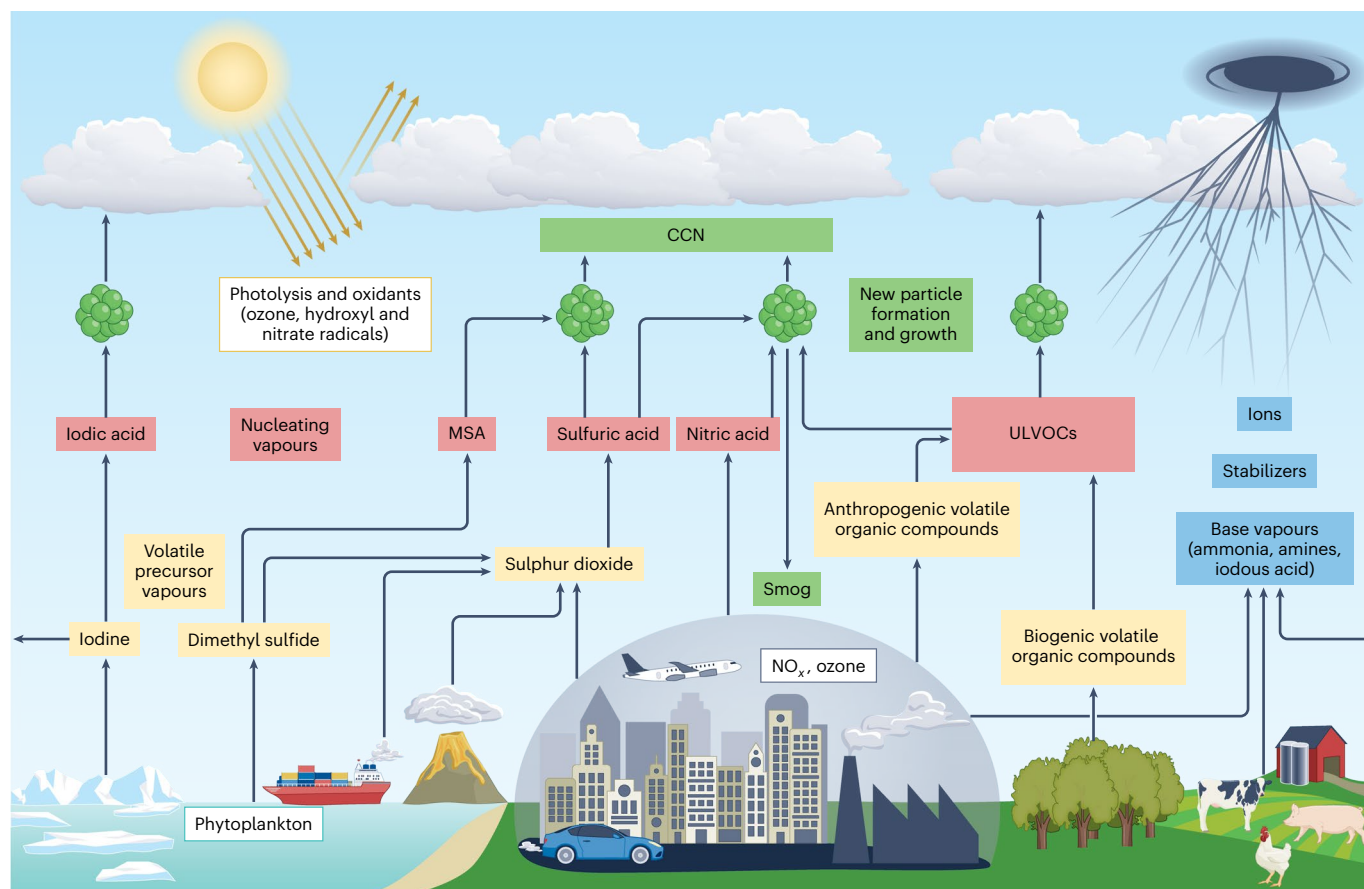 CCN
Photolysis and oxidants
(ozone, hydroxyl and
nitrate radicals)
New particle
formation
and growth
Iodic acid
Nucleating
vapours
MSA
Sulfuric acid
Nitric acid
ULVOCs
Ions
Stabilizers
Anthropogenic volatile
organic compounds
Base vapours
(ammonia, amines,
iodous acid)
Volatile
precursor
vapours
Sulphur dioxide
Smog
Iodine
Dimethyl sulfide
Biogenic volatile
organic compounds
NOx, ozone
Phytoplankton